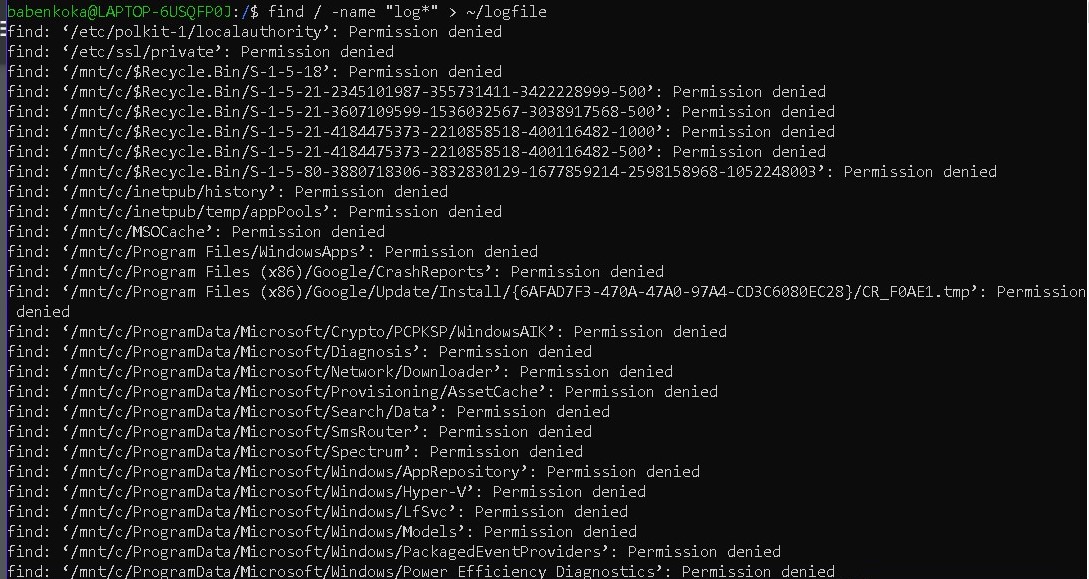 babenkoka@LAPTOP-6USQFP0J:/$ find / -name "log*" > ~/logfile
find: ‘/etc/polkit-1/localauthority’: Permission denied
find: ‘/etc/ssl/private’: Permission denied
find: ‘/mnt/c/$Recycle.Bin/S-1-5-18’: Permission denied
find: ‘/mnt/c/$Recycle.Bin/S-1-5-21-2345101987-355731411-3422228999-500’: Permission denied
find: ‘/mnt/c/$Recycle.Bin/S-1-5-21-3607109599-1536032567-3038917568-500’: Permission denied
find: ‘/mnt/c/$Recycle.Bin/S-1-5-21-4184475373-2210858518-400116482-1000’: Permission denied
find: ‘/mnt/c/$Recycle.Bin/S-1-5-21-4184475373-2210858518-400116482-500’: Permission denied
find: ‘/mnt/c/$Recycle.Bin/S-1-5-80-3880718306-3832830129-1677859214-2598158968-1052248003’: Permission denied
find: ‘/mnt/c/inetpub/history’: Permission denied
find: ‘/mnt/c/inetpub/temp/appPools’: Permission denied
find: ‘/mnt/c/MSOCache’: Permission denied
find: ‘/mnt/c/Program Files/WindowsApps’: Permission denied
find: ‘/mnt/c/Program Files (x86)/Google/CrashReports’: Permission denied
find: ‘/mnt/c/Program Files (x86)/Google/Update/Install/{6AFAD7F3-470A-47A0-97A4-CD3C6080EC28}/CR_F0AE1.tmp’: Permission
denied
find: ‘/mnt/c/ProgramData/Microsoft/Crypto/PCPKSP/WindowsAIK’: Permission denied
find: ‘/mnt/c/ProgramData/Microsoft/Diagnosis’: Permission denied
find: ‘/mnt/c/ProgramData/Microsoft/Network/Downloader’: Permission denied
find: ‘/mnt/c/ProgramData/Microsoft/Provisioning/AssetCache’: Permission denied
find: ‘/mnt/c/ProgramData/Microsoft/Search/Data’: Permission denied
find: ‘/mnt/c/ProgramData/Microsoft/SmsRouter’: Permission denied
find: ‘/mnt/c/ProgramData/Microsoft/Spectrum’: Permission denied
find: ‘/mnt/c/ProgramData/Microsoft/Windows/AppRepository’: Permission denied
find: ‘/mnt/c/ProgramData/Microsoft/Windows/Hyper-V’: Permission denied
find: ‘/mnt/c/ProgramData/Microsoft/Windows/LfSvc’: Permission denied
find: ‘/mnt/c/ProgramData/Microsoft/Windows/Models’: Permission denied
find: ‘/mnt/c/ProgramData/Microsoft/Windows/PackagedEventProviders’: Permission denied
find: ‘/mnt/c/ProgramData/Microsoft/Windows/Power Efficiency Diagnostics’: Permission denied